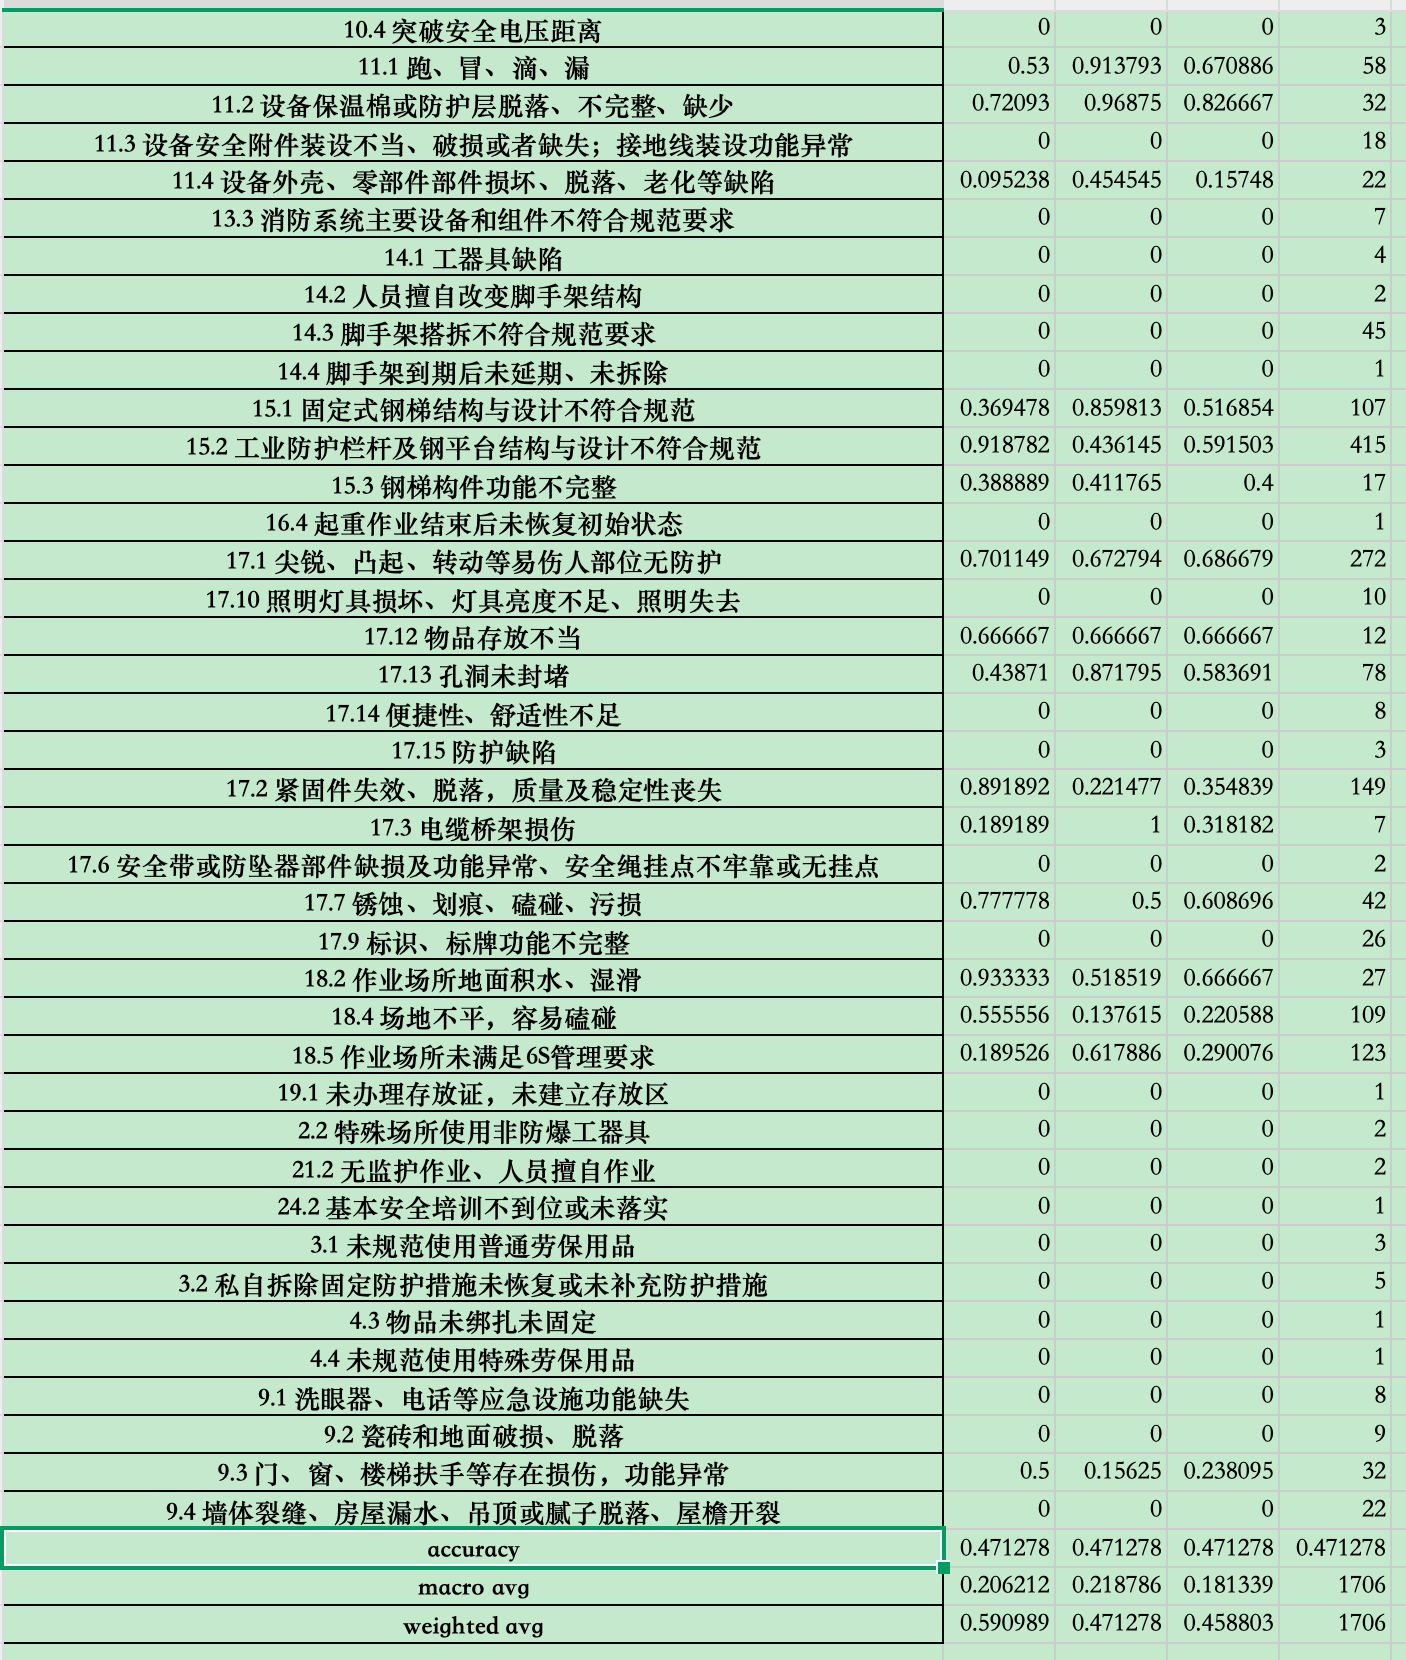 10.4 突破安全电压距离 0 0 0 3
11.1 跑、冒、滴、漏 0.53 0.913793 0.670886 58
11.2 设备保温棉或防护层脱落、不完整、缺少 0.72093 0.96875 0.826667 32
11.3 设备安全附件装设不当、破损或者缺失；接地线装设功能异常 0 0 0 18
11.4 设备外壳、零部件部件损坏、脱落、老化等缺陷 0.095238 0.454545 0.15748 22
13.3 消防系统主要设备和组件不符合规范要求 0 0 0 7
14.1 工器具缺陷 0 0 0 4
14.2 人员擅自改变脚手架结构 0 0 0 2
14.3 脚手架搭拆不符合规范要求 0 0 0 45
14.4 脚手架到期后未延期、未拆除 0 0 0 1
15.1 固定式钢梯结构与设计不符合规范 0.369478 0.859813 0.516854 107
15.2 工业防护栏杆及钢平台结构与设计不符合规范 0.918782 0.436145 0.591503 415
15.3 钢梯构件功能不完整 0.388889 0.411765 0.4 17
16.4 起重作业结束后未恢复初始状态 0 0 0 1
17.1 尖锐、凸起、转动等易伤人部位无防护 0.701149 0.672794 0.686679 272
17.10 照明灯具损坏、灯具亮度不足、照明失去 0 0 0 10
17.12 物品存放不当 0.666667 0.666667 0.666667 12
17.13 孔洞未封堵 0.43871 0.871795 0.583691 78
17.14 便捷性、舒适性不足 0 0 0 8
17.15 防护缺陷 0 0 0 3
17.2 紧固件失效、脱落，质量及稳定性丧失 0.891892 0.221477 0.354839 149
17.3 电缆桥架损伤 0.189189 1 0.318182 7
17.6 安全带或防坠器部件缺损及功能异常、安全绳挂点不牢靠或无挂点 0 0 0 2
17.7 锈蚀、划痕、磕碰、污损 0.777778 0.5 0.608696 42
17.9 标识、标牌功能不完整 0 0 0 26
18.2 作业场所地面积水、湿滑 0.933333 0.518519 0.666667 27
18.4 场地不平，容易磕碰 0.555556 0.137615 0.220588 109
18.5 作业场所未满足6S管理要求 0.189526 0.617886 0.290076 123
19.1 未办理存放证，未建立存放区 0 0 0 1
2.2 特殊场所使用非防爆工器具 0 0 0 2
21.2 无监护作业、人员擅自作业 0 0 0 2
24.2 基本安全培训不到位或未落实 0 0 0 1
3.1 未规范使用普通劳保用品 0 0 0 3
3.2 私自拆除固定防护措施未恢复或未补充防护措施 0 0 0 5
4.3 物品未绑扎未固定 0 0 0 1
4.4 未规范使用特殊劳保用品 0 0 0 1
9.1 洗眼器、电话等应急设施功能缺失 0 0 0 8
9.2 瓷砖和地面破损、脱落 0 0 0 9
9.3 门、窗、楼梯扶手等存在损伤，功能异常 0.5 0.15625 0.238095 32
9.4 墙体裂缝、房屋漏水、吊顶或腻子脱落、屋檐开裂 0 0 0 22
accuracy 0.471278 0.471278 0.471278 0.471278
macro avg 0.206212 0.218786 0.181339 1706
weighted avg 0.590989 0.471278 0.458803 1706